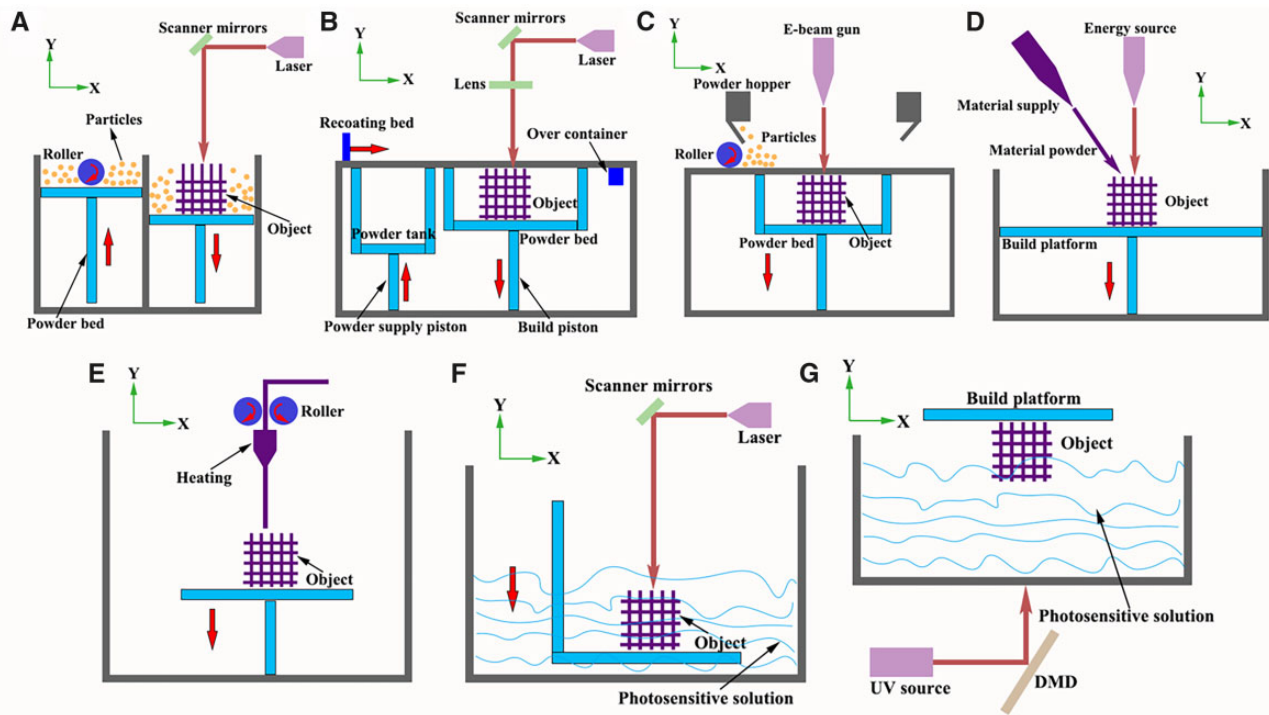 A
Y
X
Scanner mirrors
Laser
Particles
Roller
Object
Powder bed
B
Y
X
Scanner mirrors
Laser
Lens
Recoating bed
Over container
Object
Powder tank
Powder bed
Powder supply piston
Build piston
C
Y
X
E-beam gun
Powder hopper
Particles
Roller
Powder bed
Object
D
Energy source
Y
X
Material supply
Material powder
Object
Build platform
E
Y
X
Roller
Heating
Object
F
Y
X
Scanner mirrors
Laser
Object
Photosensitive solution
G
Y
X
Build platform
Object
Photosensitive solution
UV source
DMD